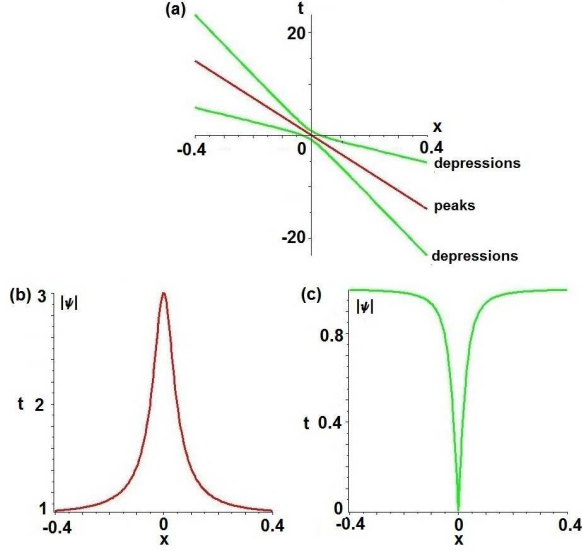 (a)
t
20
x
-0.4
0
0.4
depressions
peaks
-20
depressions
(b)
3
|ψ|
t 2
1
-0.4
0
0.4
x
(c)
|ψ|
0.8
t 0.4
0
-0.4
0
0.4
x